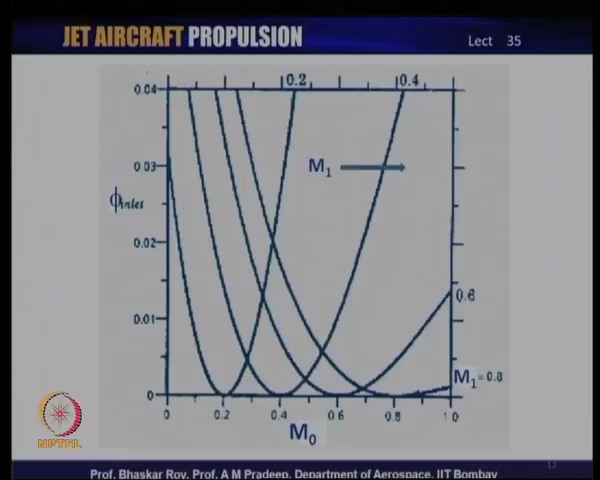 JET AIRCRAFT PROPULSION
Lect 35
0.2
0.4
0.04
0.03
M1
ϕinlet
0.02
0.01
0.6
M1 = 0.8
0
0
0.2
0.4
0.6
0.8
1 0
M0
NPTEL
12
Prof. Bhaskar Roy, Prof. A M Pradeep, Department of Aerospace, IIT Bombay